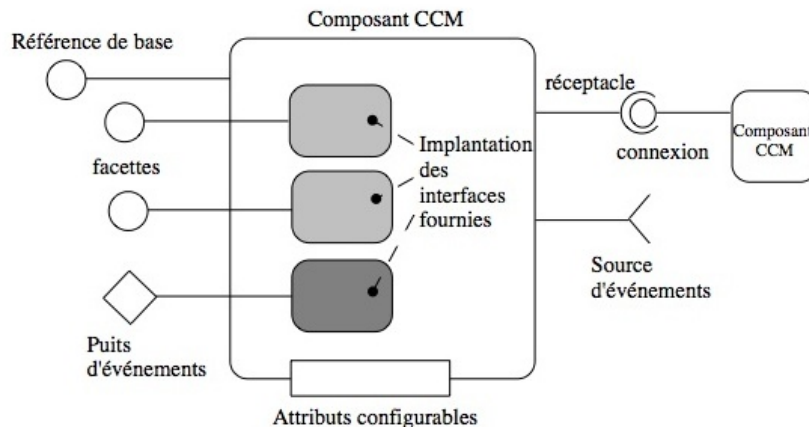 Composant CCM
Référence de base
réceptacle
facettes
Implantation
des
interfaces
fournies
connexion
Composant
CCM
Puits
d'événements
Source
d'événements
Attributs configurables